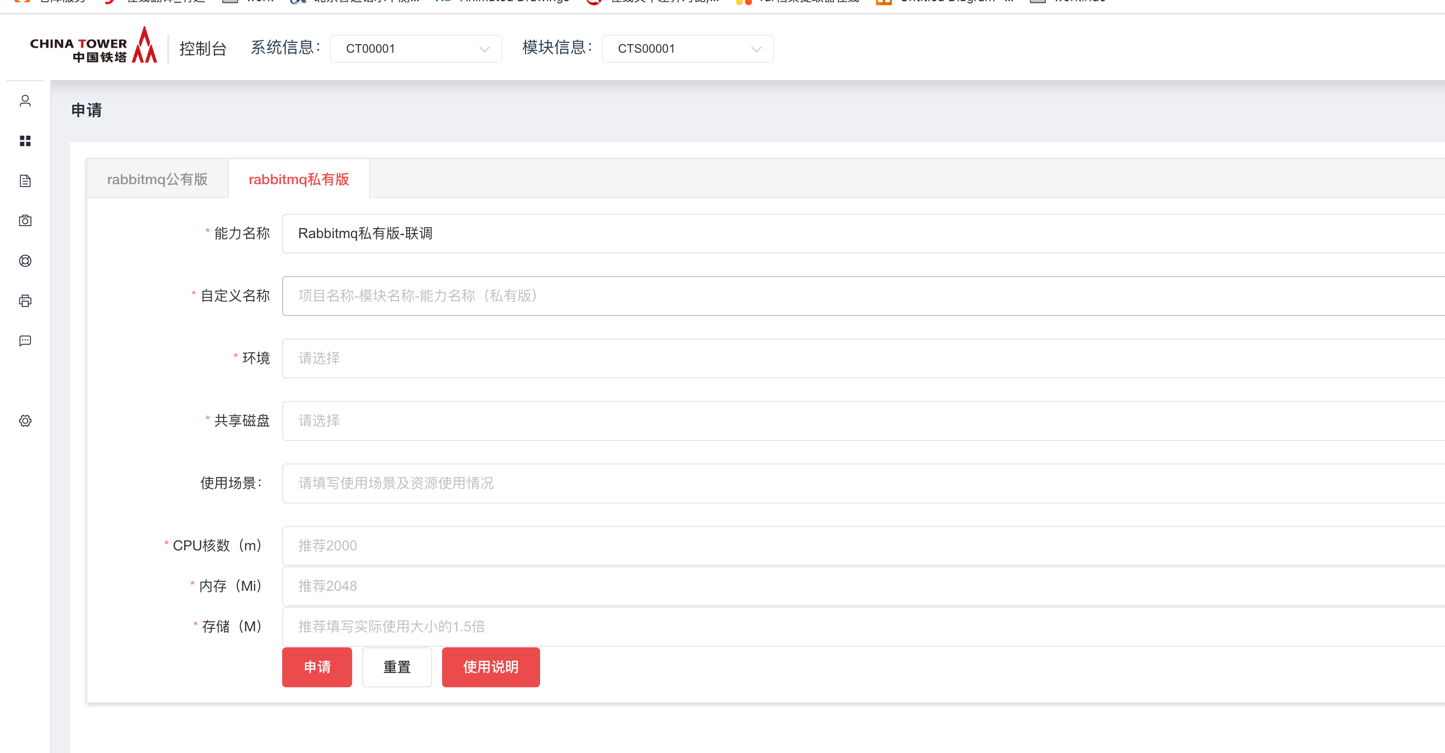 CHINA TOWER
中国铁塔
控制台
系统信息：
CT00001
模块信息：
CTS00001
申请
rabbitmq公有版
rabbitmq私有版
* 能力名称
Rabbitmq私有版-联调
* 自定义名称
项目名称-模块名称-能力名称（私有版）
* 环境
请选择
* 共享磁盘
请选择
使用场景：
请填写使用场景及资源使用情况
* CPU核数（m）
推荐2000
* 内存（Mi）
推荐2048
* 存储（M）
推荐填写实际使用大小的1.5倍
申请
重置
使用说明